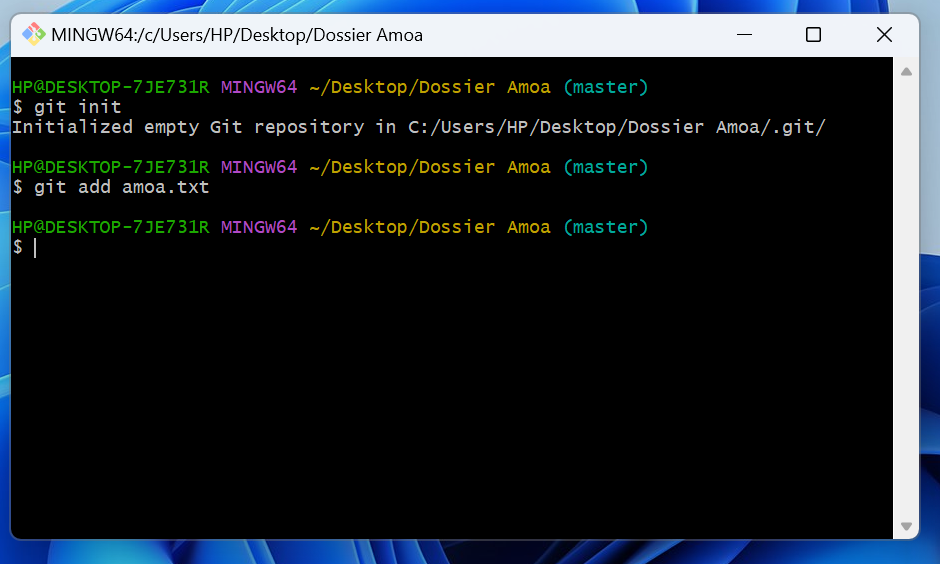 MINGW64:/c/Users/HP/Desktop/Dossier Amoa
HP@DESKTOP-7JE731R MINGW64 ~/Desktop/Dossier Amoa (master)
$ git init
Initialized empty Git repository in C:/Users/HP/Desktop/Dossier Amoa/.git/
HP@DESKTOP-7JE731R MINGW64 ~/Desktop/Dossier Amoa (master)
$ git add amoa.txt
HP@DESKTOP-7JE731R MINGW64 ~/Desktop/Dossier Amoa (master)
$